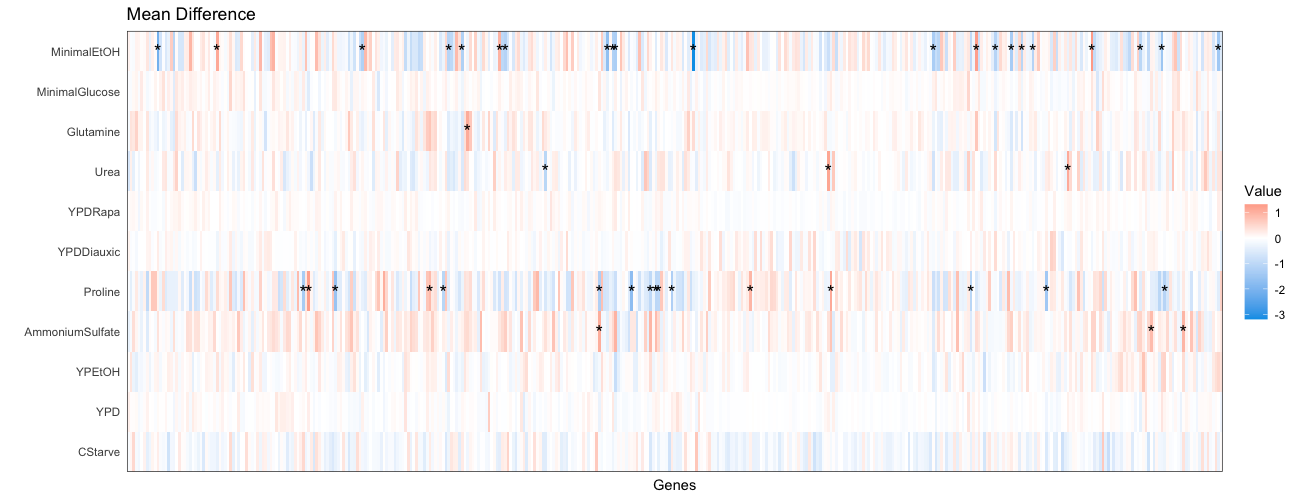 Mean Difference
MinimalEtOH
MinimalGlucose
Glutamine
Urea
YPDRapa
YPDDiauxic
Proline
AmmoniumSulfate
YPEtOH
YPD
CStarve
Genes
Value
1
0
-1
-2
-3